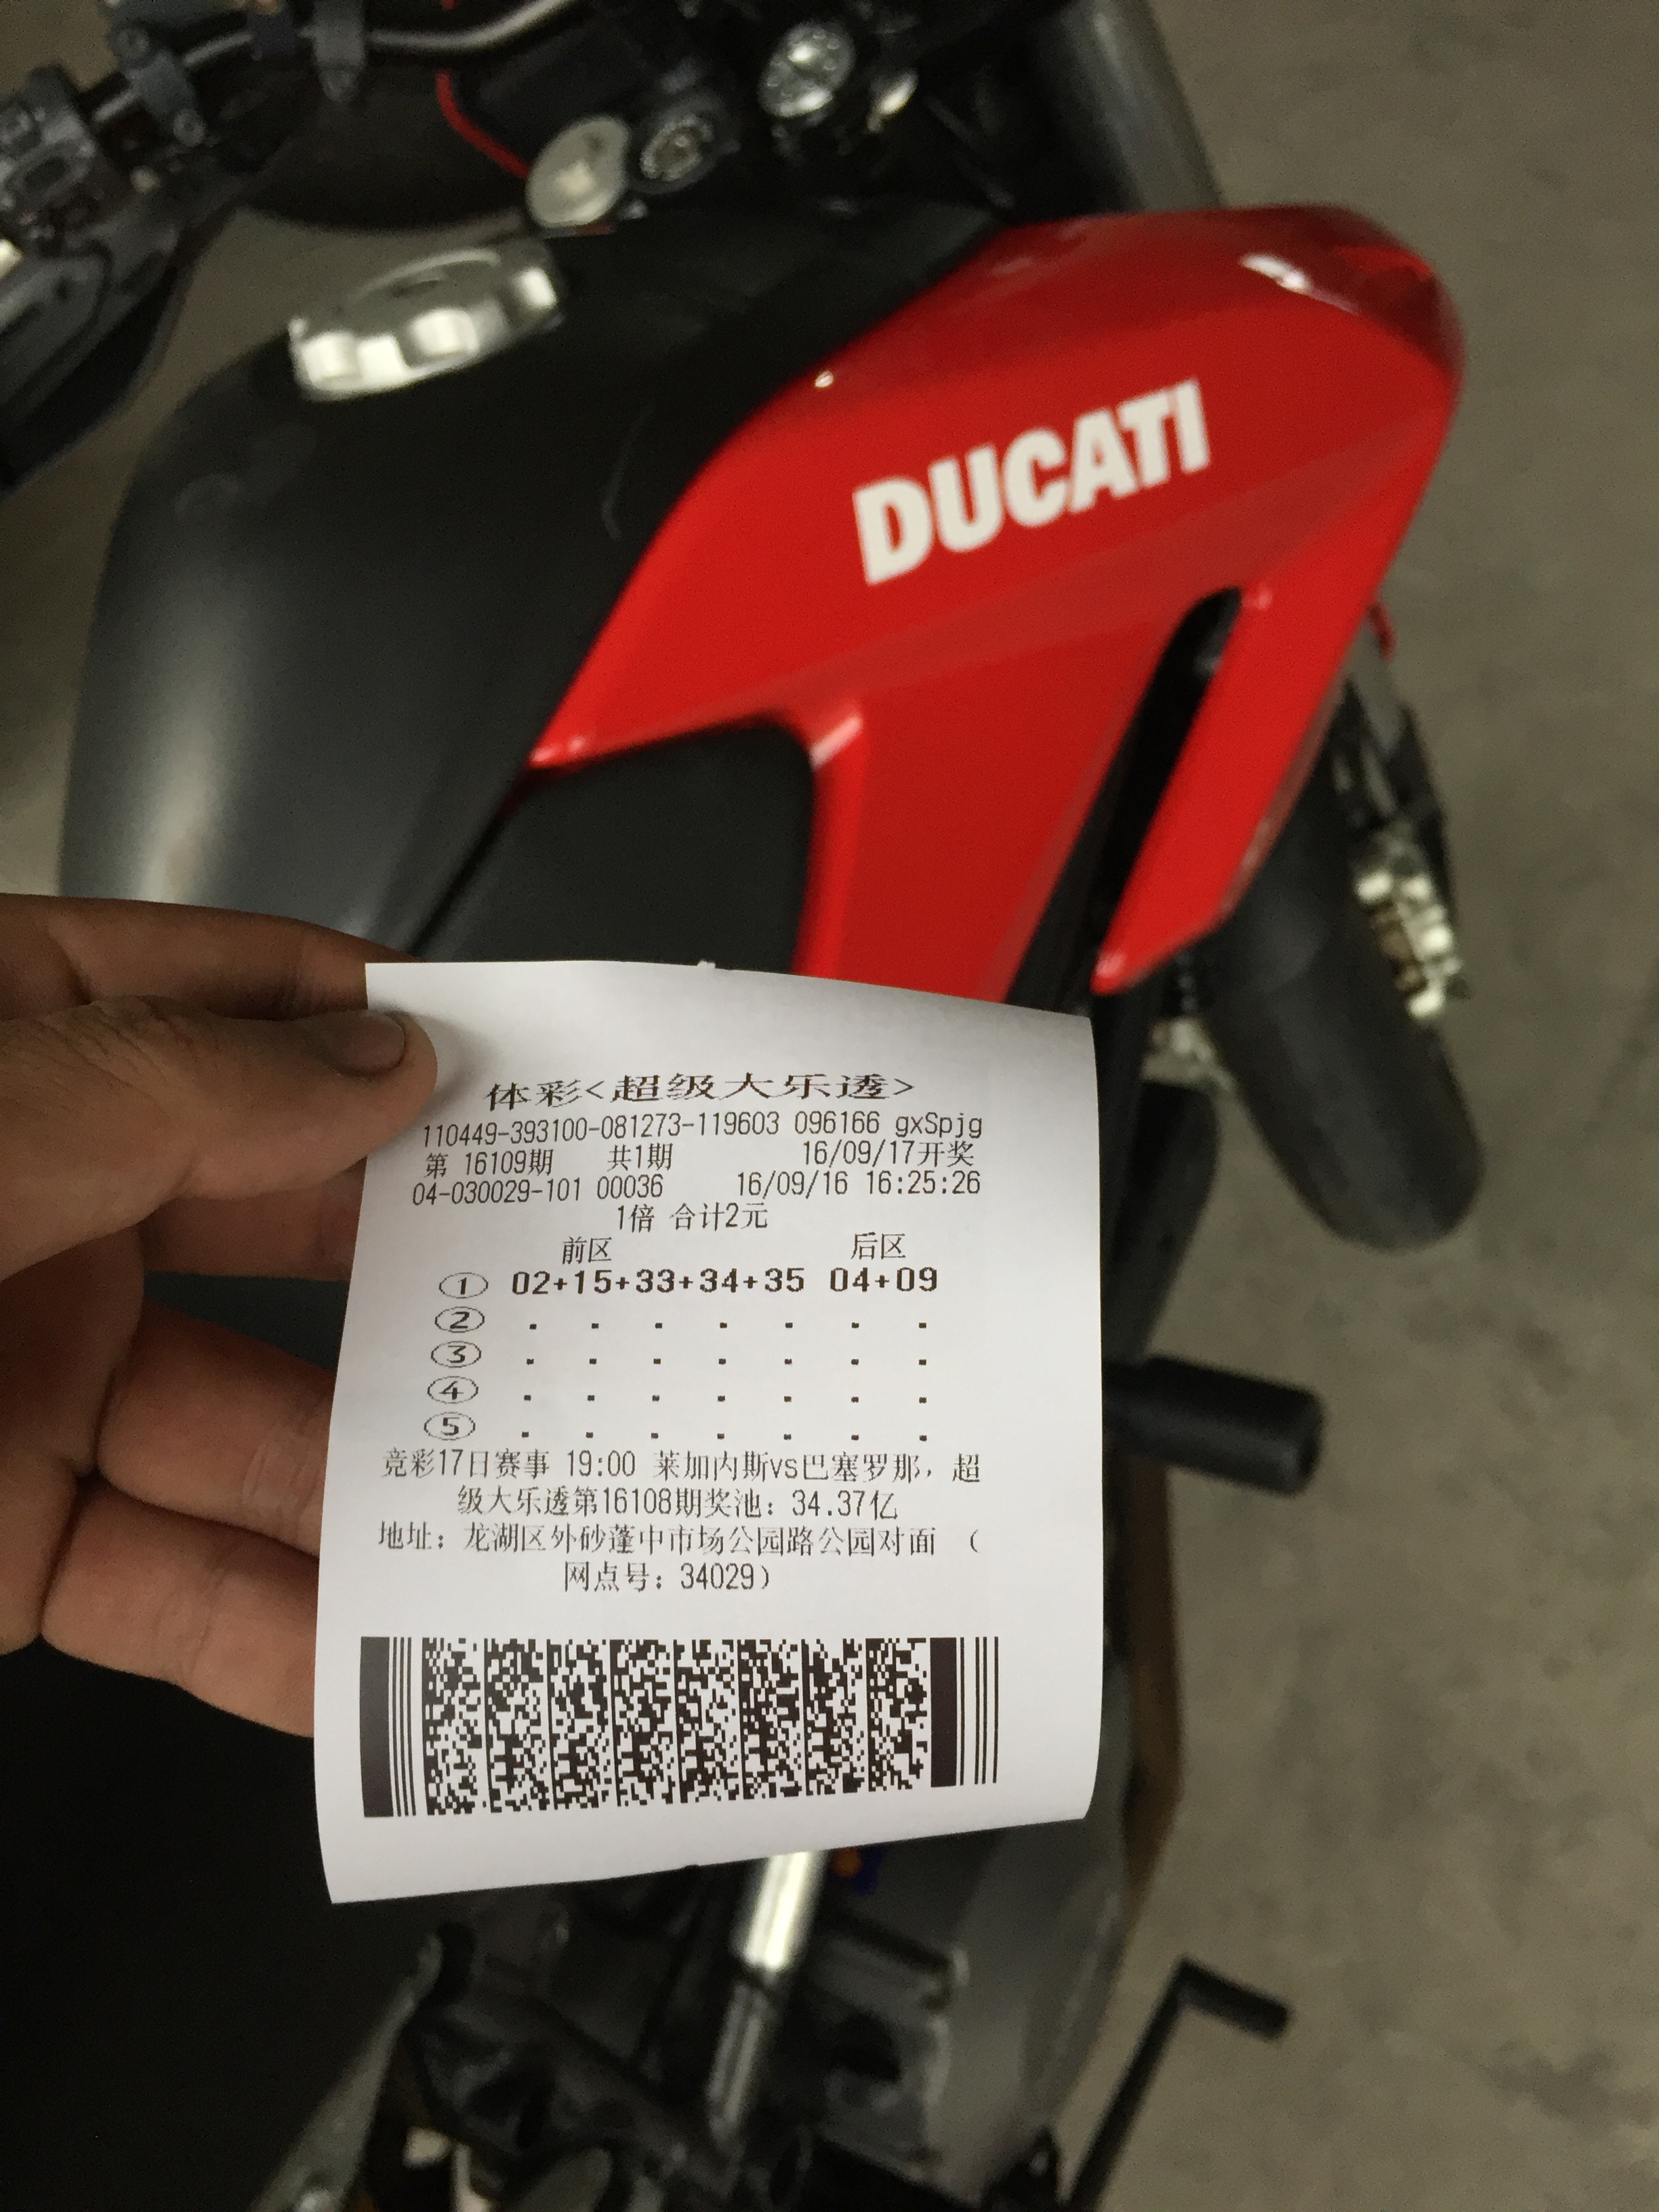 DUCATI
体彩<超级大乐透>
110449-393100-081273-119603 096166 gxSpjg
第 16109期 共1期 16/09/17开奖
04-030029-101 00036 16/09/16 16:25:26
1倍 合计2元
前区 后区
① 02+15+33+34+35 04+09
② . . . . . . .
③ . . . . . . .
④ . . . . . . .
⑤ . . . . . . .
竞彩17日赛事 19:00 莱加内斯vs巴塞罗那，超
级大乐透第16108期奖池：34.37亿
地址：龙湖区外砂蓬中市场公园路公园对面 （
网点号：34029）